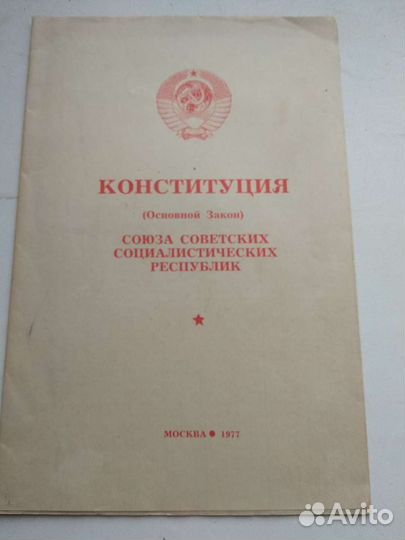 КОНСТИТУЦИЯ
(Основной Закон)
СОЮЗА СОВЕТСКИХ
СОЦИАЛИСТИЧЕСКИХ
РЕСПУБЛИК
МОСКВА ● 1977
Avito